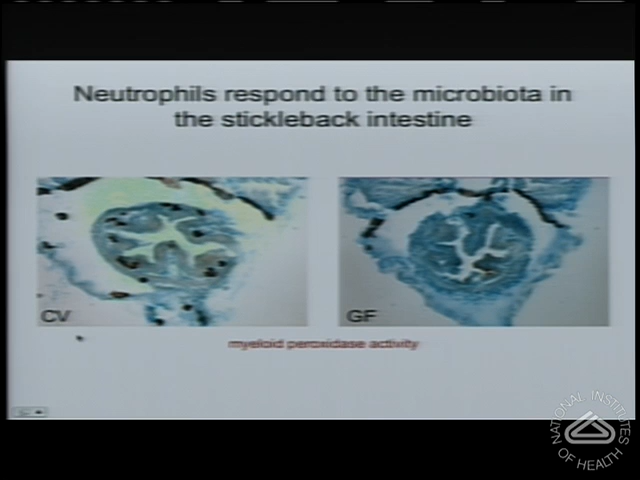 Neutrophils respond to the microbiota in
the stickleback intestine
CV
GF
myeloid peroxidase activity
NATIONAL INSTITUTES
OF HEALTH